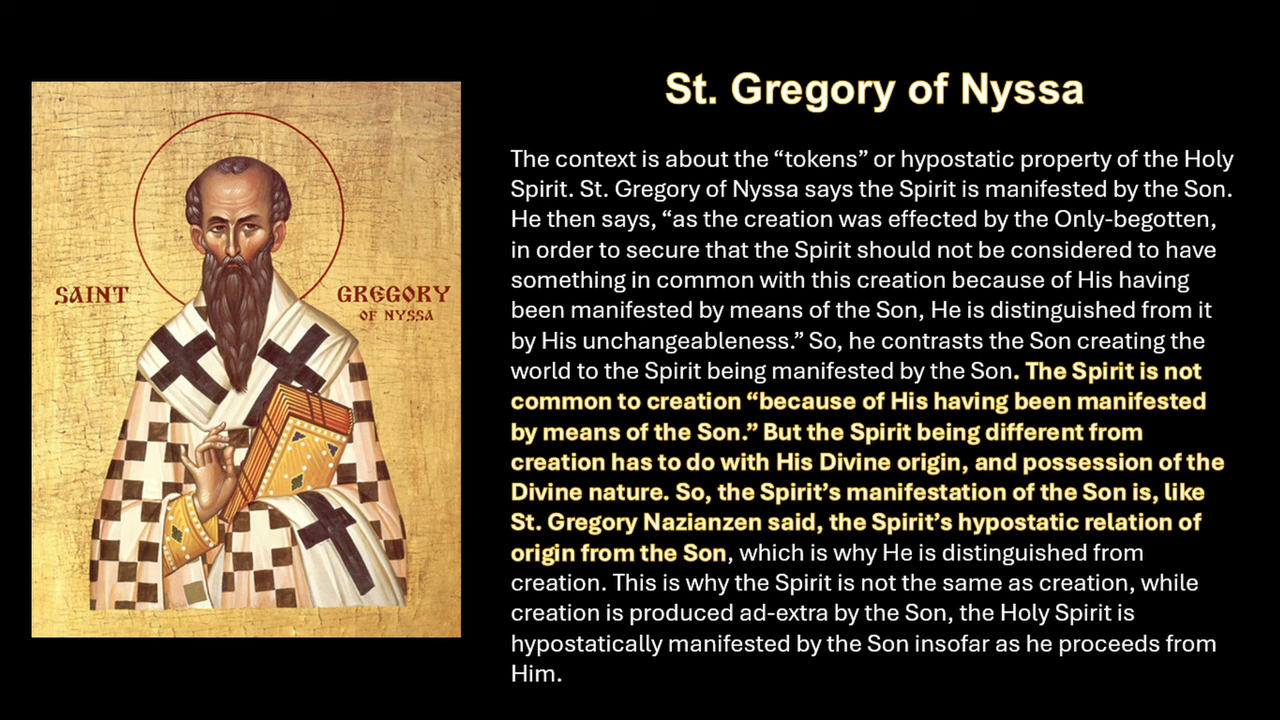 St. Gregory of Nyssa
SAINT
GREGORY
OF NYSSA
The context is about the “tokens” or hypostatic property of the Holy
Spirit. St. Gregory of Nyssa says the Spirit is manifested by the Son.
He then says, “as the creation was effected by the Only-begotten,
in order to secure that the Spirit should not be considered to have
something in common with this creation because of His having
been manifested by means of the Son, He is distinguished from it
by His unchangeableness.” So, he contrasts the Son creating the
world to the Spirit being manifested by the Son. The Spirit is not
common to creation “because of His having been manifested
by means of the Son.” But the Spirit being different from
creation has to do with His Divine origin, and possession of the
Divine nature. So, the Spirit’s manifestation of the Son is, like
St. Gregory Nazianzen said, the Spirit’s hypostatic relation of
origin from the Son, which is why He is distinguished from
creation. This is why the Spirit is not the same as creation, while
creation is produced ad-extra by the Son, the Holy Spirit is
hypostatically manifested by the Son insofar as he proceeds from
Him.